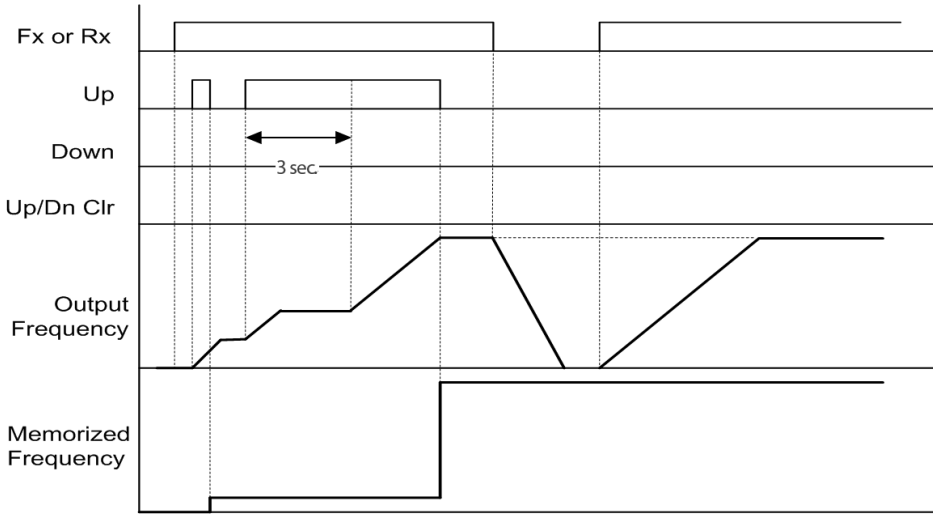 Fx or Rx
Up
Down
3 sec.
Up/Dn Clr
Output
Frequency
Memorized
Frequency